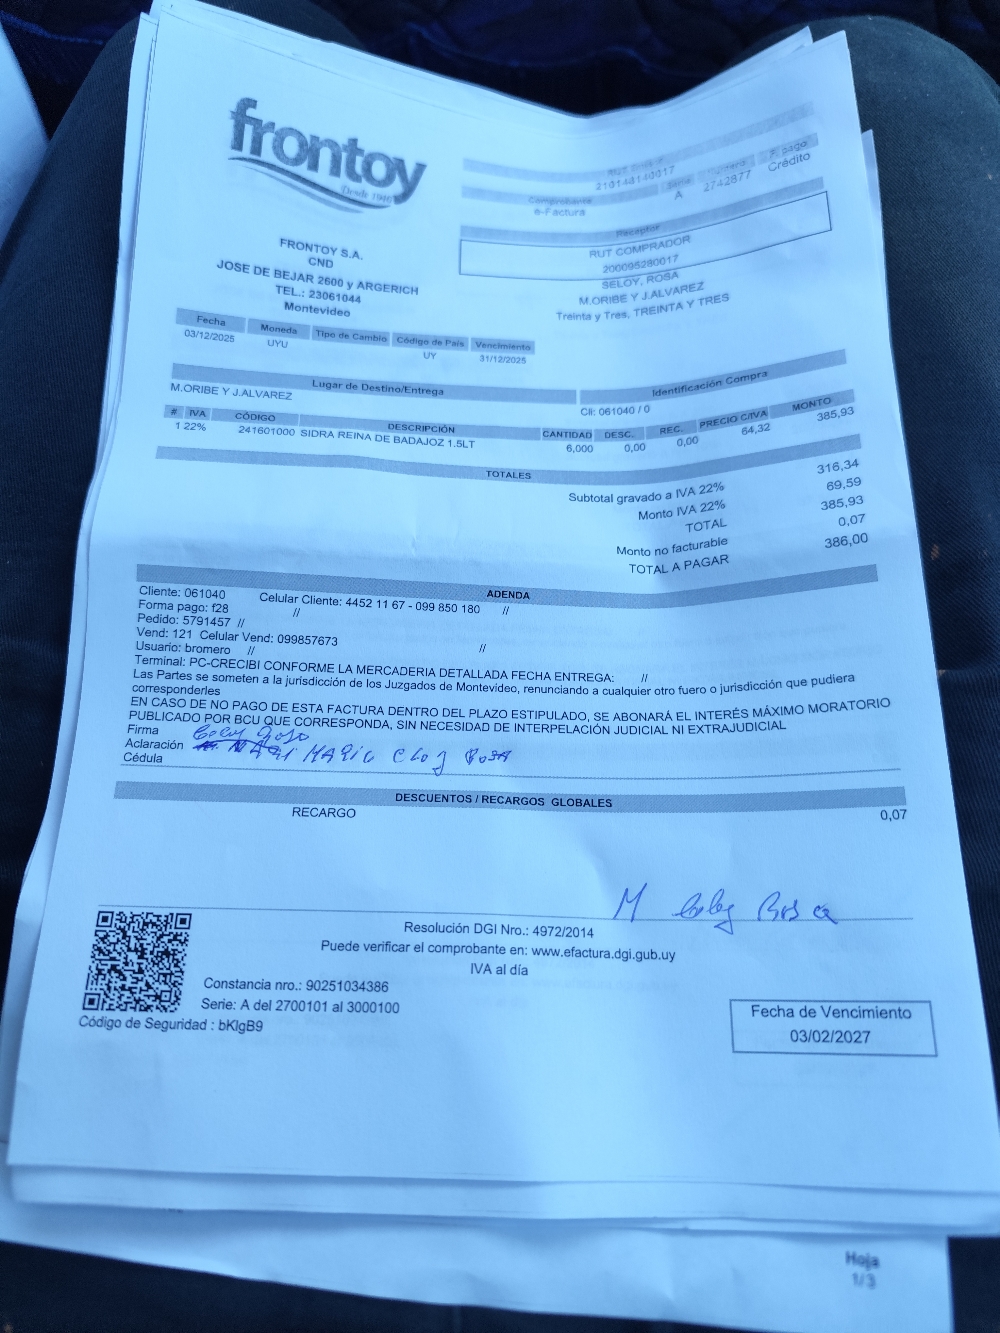 frontoy
Desde 1946
FRONTOY S.A.
CND
JOSE DE BEJAR 2600 y ARGERICH
TEL.: 23061044
Montevideo
210148140017
Comprobante
e-Factura
Serie
A
Número
2742877
F. pago
Crédito
Receptor
RUT COMPRADOR
200095280017
SELOY, ROSA
M.ORIBE Y J.ALVAREZ
Treinta y Tres, TREINTA Y TRES
Fecha Moneda Tipo de Cambio Código de País Vencimiento
03/12/2025 UYU UY 31/12/2025
Lugar de Destino/Entrega Identificación Compra
M.ORIBE Y J.ALVAREZ Cli: 061040 / 0
# IVA CÓDIGO DESCRIPCIÓN CANTIDAD DESC. REC. PRECIO C/IVA MONTO
1 22% 241601000 SIDRA REINA DE BADAJOZ 1.5LT 6,000 0,00 0,00 64,32 385,93
TOTALES
Subtotal gravado a IVA 22% 316,34
Monto IVA 22% 69,59
TOTAL 385,93
Monto no facturable 0,07
TOTAL A PAGAR 386,00
ADENDA
Cliente: 061040 Celular Cliente: 4452 11 67 - 099 850 180 //
Forma pago: f28 //
Pedido: 5791457 //
Vend: 121 Celular Vend: 099857673 //
Usuario: bromero //
Terminal: PC-CRECIBI CONFORME LA MERCADERIA DETALLADA FECHA ENTREGA: //
Las Partes se someten a la jurisdicción de los Juzgados de Montevideo, renunciando a cualquier otro fuero o jurisdicción que pudiera
corresponderles
EN CASO DE NO PAGO DE ESTA FACTURA DENTRO DEL PLAZO ESTIPULADO, SE ABONARÁ EL INTERÉS MÁXIMO MORATORIO
PUBLICADO POR BCU QUE CORRESPONDA, SIN NECESIDAD DE INTERPELACIÓN JUDICIAL NI EXTRAJUDICIAL
Firma
Aclaración
Cédula
DESCUENTOS / RECARGOS GLOBALES
RECARGO 0,07
M
Resolución DGI Nro.: 4972/2014
Puede verificar el comprobante en: www.efactura.dgi.gub.uy
IVA al día
Constancia nro.: 90251034386
Serie: A del 2700101 al 3000100
Código de Seguridad : bKIgB9
Fecha de Vencimiento
03/02/2027
Hoja
1/3